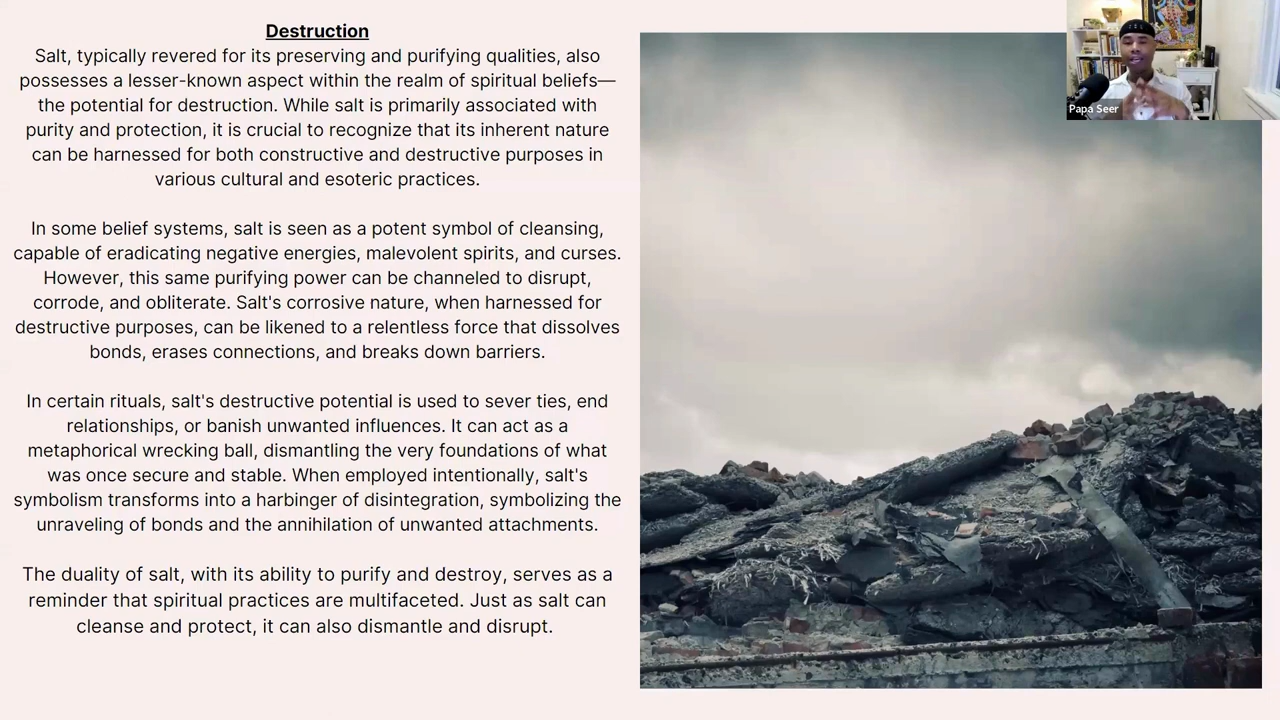 Destruction
Salt, typically revered for its preserving and purifying qualities, also
possesses a lesser-known aspect within the realm of spiritual beliefs—
the potential for destruction. While salt is primarily associated with
purity and protection, it is crucial to recognize that its inherent nature
can be harnessed for both constructive and destructive purposes in
various cultural and esoteric practices.
In some belief systems, salt is seen as a potent symbol of cleansing,
capable of eradicating negative energies, malevolent spirits, and curses.
However, this same purifying power can be channeled to disrupt,
corrode, and obliterate. Salt's corrosive nature, when harnessed for
destructive purposes, can be likened to a relentless force that dissolves
bonds, erases connections, and breaks down barriers.
In certain rituals, salt's destructive potential is used to sever ties, end
relationships, or banish unwanted influences. It can act as a
metaphorical wrecking ball, dismantling the very foundations of what
was once secure and stable. When employed intentionally, salt's
symbolism transforms into a harbinger of disintegration, symbolizing the
unraveling of bonds and the annihilation of unwanted attachments.
The duality of salt, with its ability to purify and destroy, serves as a
reminder that spiritual practices are multifaceted. Just as salt can
cleanse and protect, it can also dismantle and disrupt.
Papa Seer